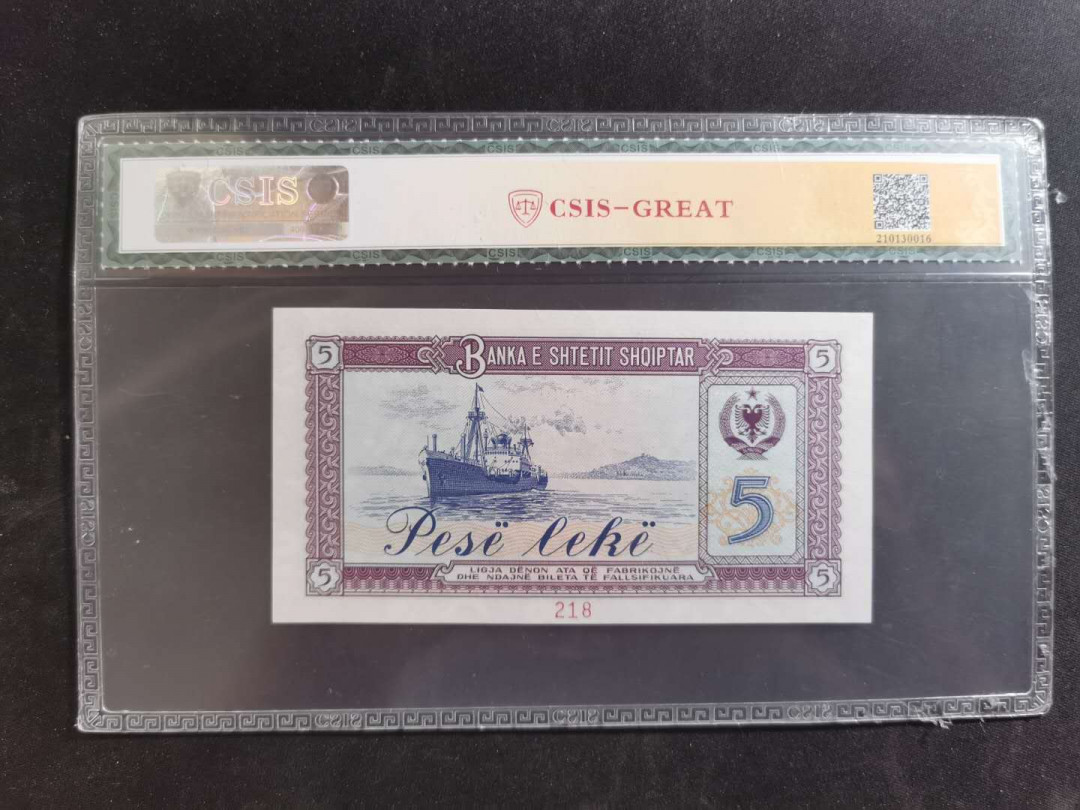 CSIS
CSIS-GREAT
210130016
5 BANKA E SHTETIT SHQIPTAR 5
5
Pesë lekë
5 LIGJA DËNON ATA QË FABRIKOJNË 5
DHE NDAJNË BILETA TË FALLSIFIKUARA
218